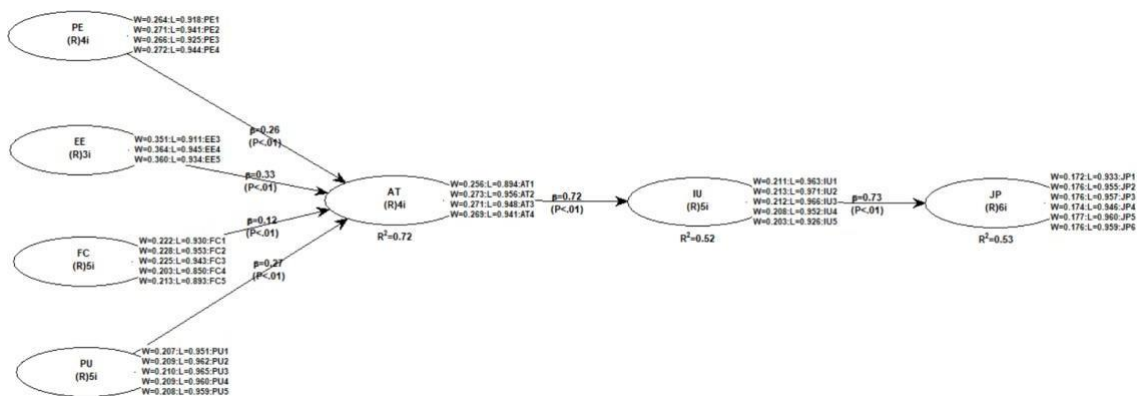 PE
(R)4i
W=0.264:L=0.918:PE1
W=0.271:L=0.941:PE2
W=0.266:L=0.925:PE3
W=0.272:L=0.944:PE4
β=0.26
(P<.01)
EE
(R)3i
W=0.351:L=0.911:EE3
W=0.364:L=0.945:EE4
W=0.360:L=0.934:EE5
β=0.33
(P<.01)
AT
(R)4i
R²=0.72
W=0.256:L=0.894:AT1
W=0.273:L=0.956:AT2
W=0.271:L=0.948:AT3
W=0.269:L=0.941:AT4
β=0.72
(P<.01)
IU
(R)5i
R²=0.52
W=0.211:L=0.963:IU1
W=0.213:L=0.971:IU2
W=0.212:L=0.966:IU3
W=0.208:L=0.952:IU4
W=0.203:L=0.926:IU5
β=0.73
(P<.01)
JP
(R)6i
R²=0.53
W=0.172:L=0.933:JP1
W=0.176:L=0.955:JP2
W=0.176:L=0.957:JP3
W=0.174:L=0.946:JP4
W=0.177:L=0.960:JP5
W=0.176:L=0.959:JP6
β=0.12
(P<.01)
FC
(R)5i
W=0.222:L=0.930:FC1
W=0.228:L=0.953:FC2
W=0.225:L=0.943:FC3
W=0.203:L=0.850:FC4
W=0.213:L=0.893:FC5
β=0.27
(P<.01)
PU
(R)5i
W=0.207:L=0.951:PU1
W=0.209:L=0.962:PU2
W=0.210:L=0.965:PU3
W=0.209:L=0.960:PU4
W=0.208:L=0.959:PU5